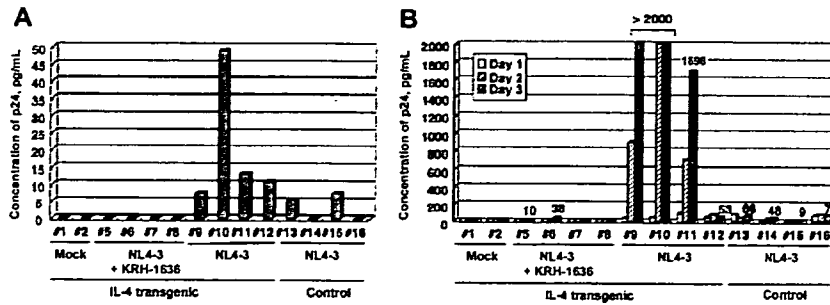 A
Concentration of p24, pg/mL
50
45
40
35
30
25
20
15
10
5
0
#1 #2 #5 #6 #7 #8 #9 #10 #11 #12 #13 #14 #15 #16
Mock NL4-3 + KRH-1636 NL4-3 NL4-3
IL-4 transgenic Control
B
> 2000
Concentration of p24, pg/mL
2000
1800
1600
1400
1200
1000
800
600
400
200
0
Day 1
Day 2
Day 3
10 38 48 9
#1 #2 #5 #6 #7 #8 #9 #10 #11 #12 #13 #14 #15 #16
Mock NL4-3 + KRH-1636 NL4-3 NL4-3
IL-4 transgenic Control